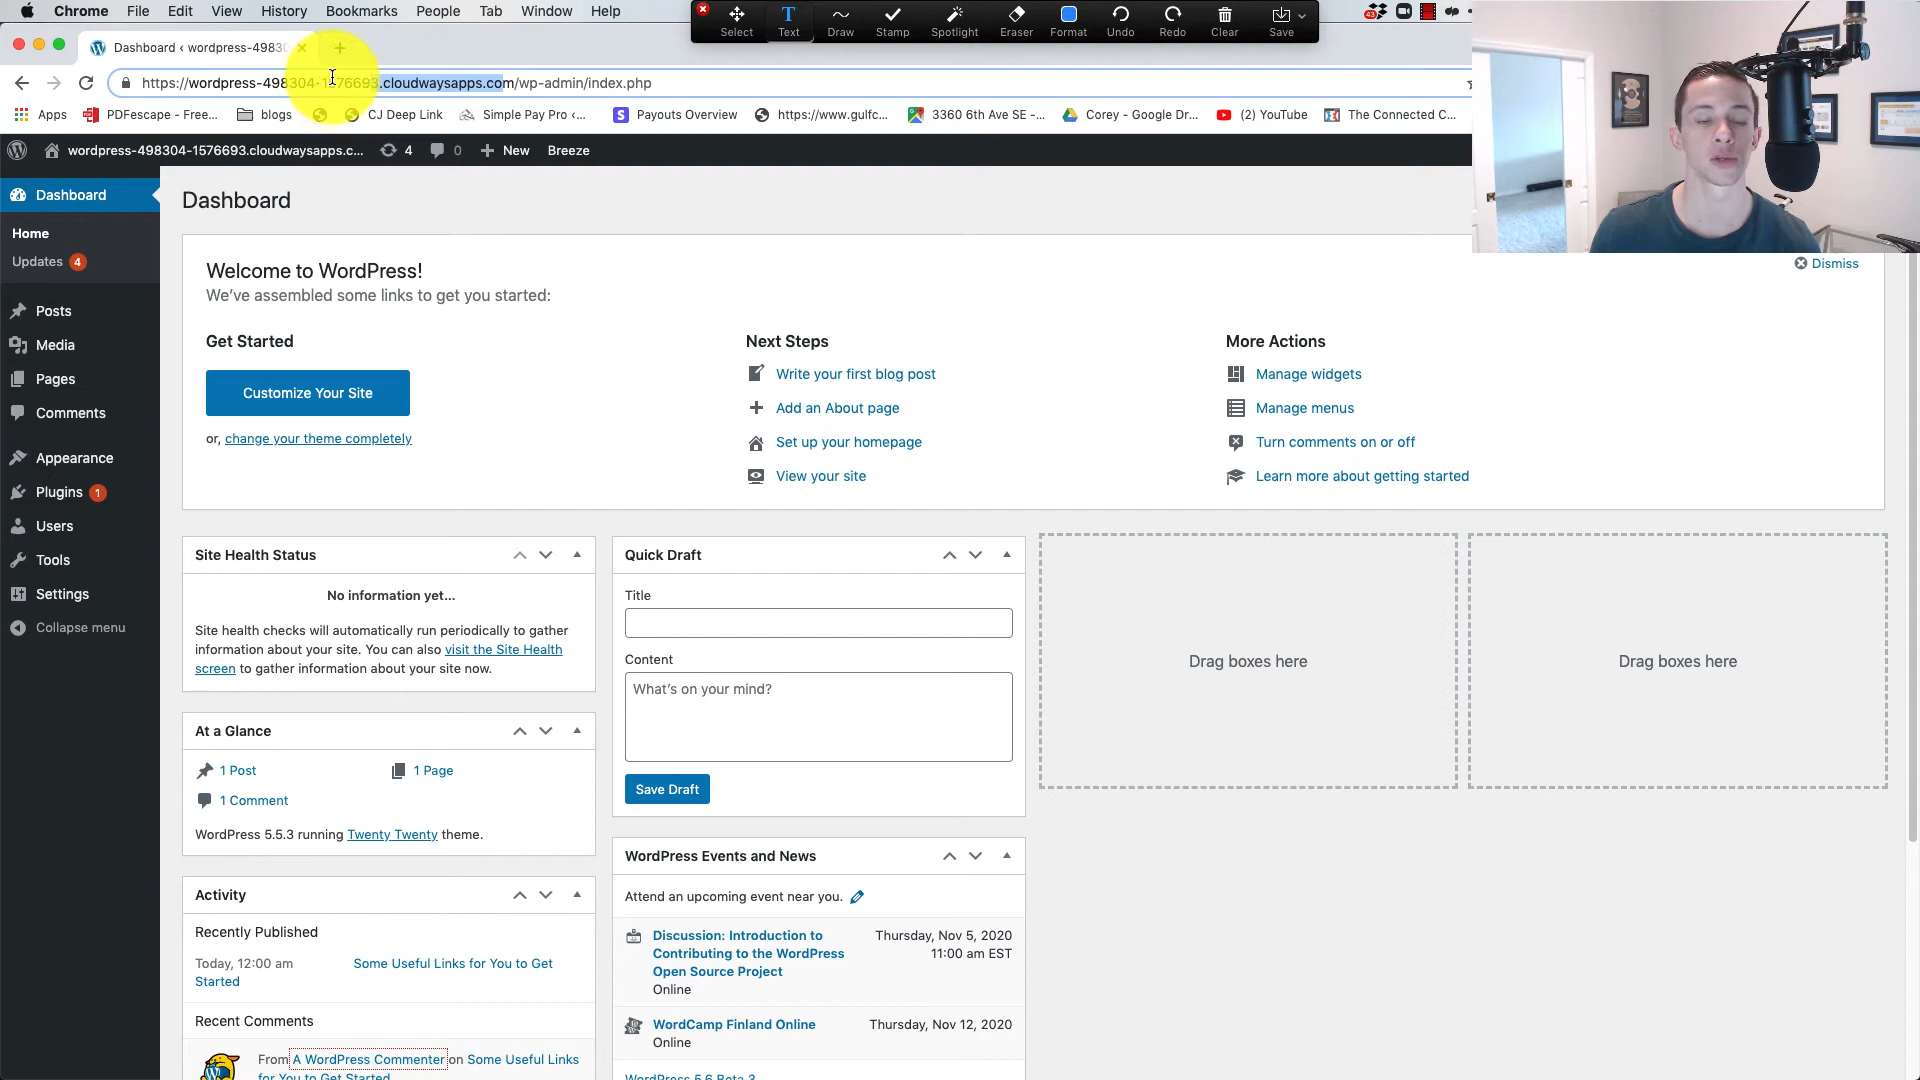 Chrome File Edit View History Bookmarks People Tab Window Help
Select Text Draw Stamp Spotlight Eraser Format Undo Redo Clear Save
43
Dashboard ‹ wordpress-4983
https://wordpress-498304-1576693.cloudwaysapps.com/wp-admin/index.php
Apps PDFescape - Free... blogs CJ Deep Link Simple Pay Pro ‹... Payouts Overview https://www.gulfc... 3360 6th Ave SE -... Corey - Google Dr... (2) YouTube The Connected C...
wordpress-498304-1576693.cloudwaysapps.c... 4 0 New Breeze
Dashboard
Home
Updates 4
Posts
Media
Pages
Comments
Appearance
Plugins 1
Users
Tools
Settings
Collapse menu
Dashboard
Dismiss
Welcome to WordPress!
We've assembled some links to get you started:
Get Started
Customize Your Site
or, change your theme completely
Next Steps
Write your first blog post
Add an About page
Set up your homepage
View your site
More Actions
Manage widgets
Manage menus
Turn comments on or off
Learn more about getting started
Site Health Status
No information yet...
Site health checks will automatically run periodically to gather
information about your site. You can also visit the Site Health
screen to gather information about your site now.
At a Glance
1 Post 1 Page
1 Comment
WordPress 5.5.3 running Twenty Twenty theme.
Activity
Recently Published
Today, 12:00 am Some Useful Links for You to Get
Started
Recent Comments
From A WordPress Commenter on Some Useful Links
for You to Get Started
Quick Draft
Title
Content
What's on your mind?
Save Draft
WordPress Events and News
Attend an upcoming event near you.
Discussion: Introduction to Thursday, Nov 5, 2020
Contributing to the WordPress 11:00 am EST
Open Source Project
Online
WordCamp Finland Online Thursday, Nov 12, 2020
Online
WordPress 5.6 Beta 3
Drag boxes here
Drag boxes here